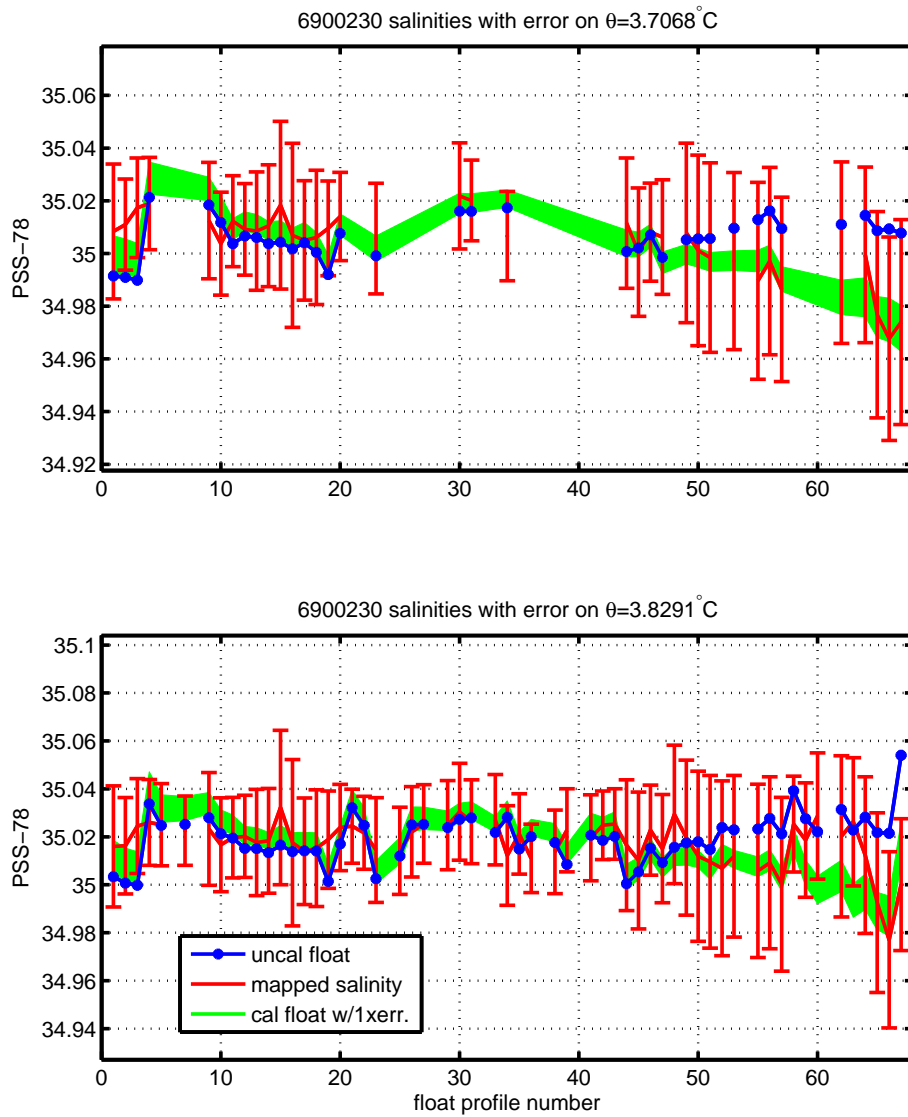 6900230 salinities with error on θ=3.7068°C
PSS−78
35.06
35.04
35.02
35
34.98
34.96
34.94
34.92
0 10 20 30 40 50 60
6900230 salinities with error on θ=3.8291°C
PSS−78
35.1
35.08
35.06
35.04
35.02
35
34.98
34.96
34.94
uncal float
mapped salinity
cal float w/1xerr.
0 10 20 30 40 50 60
float profile number